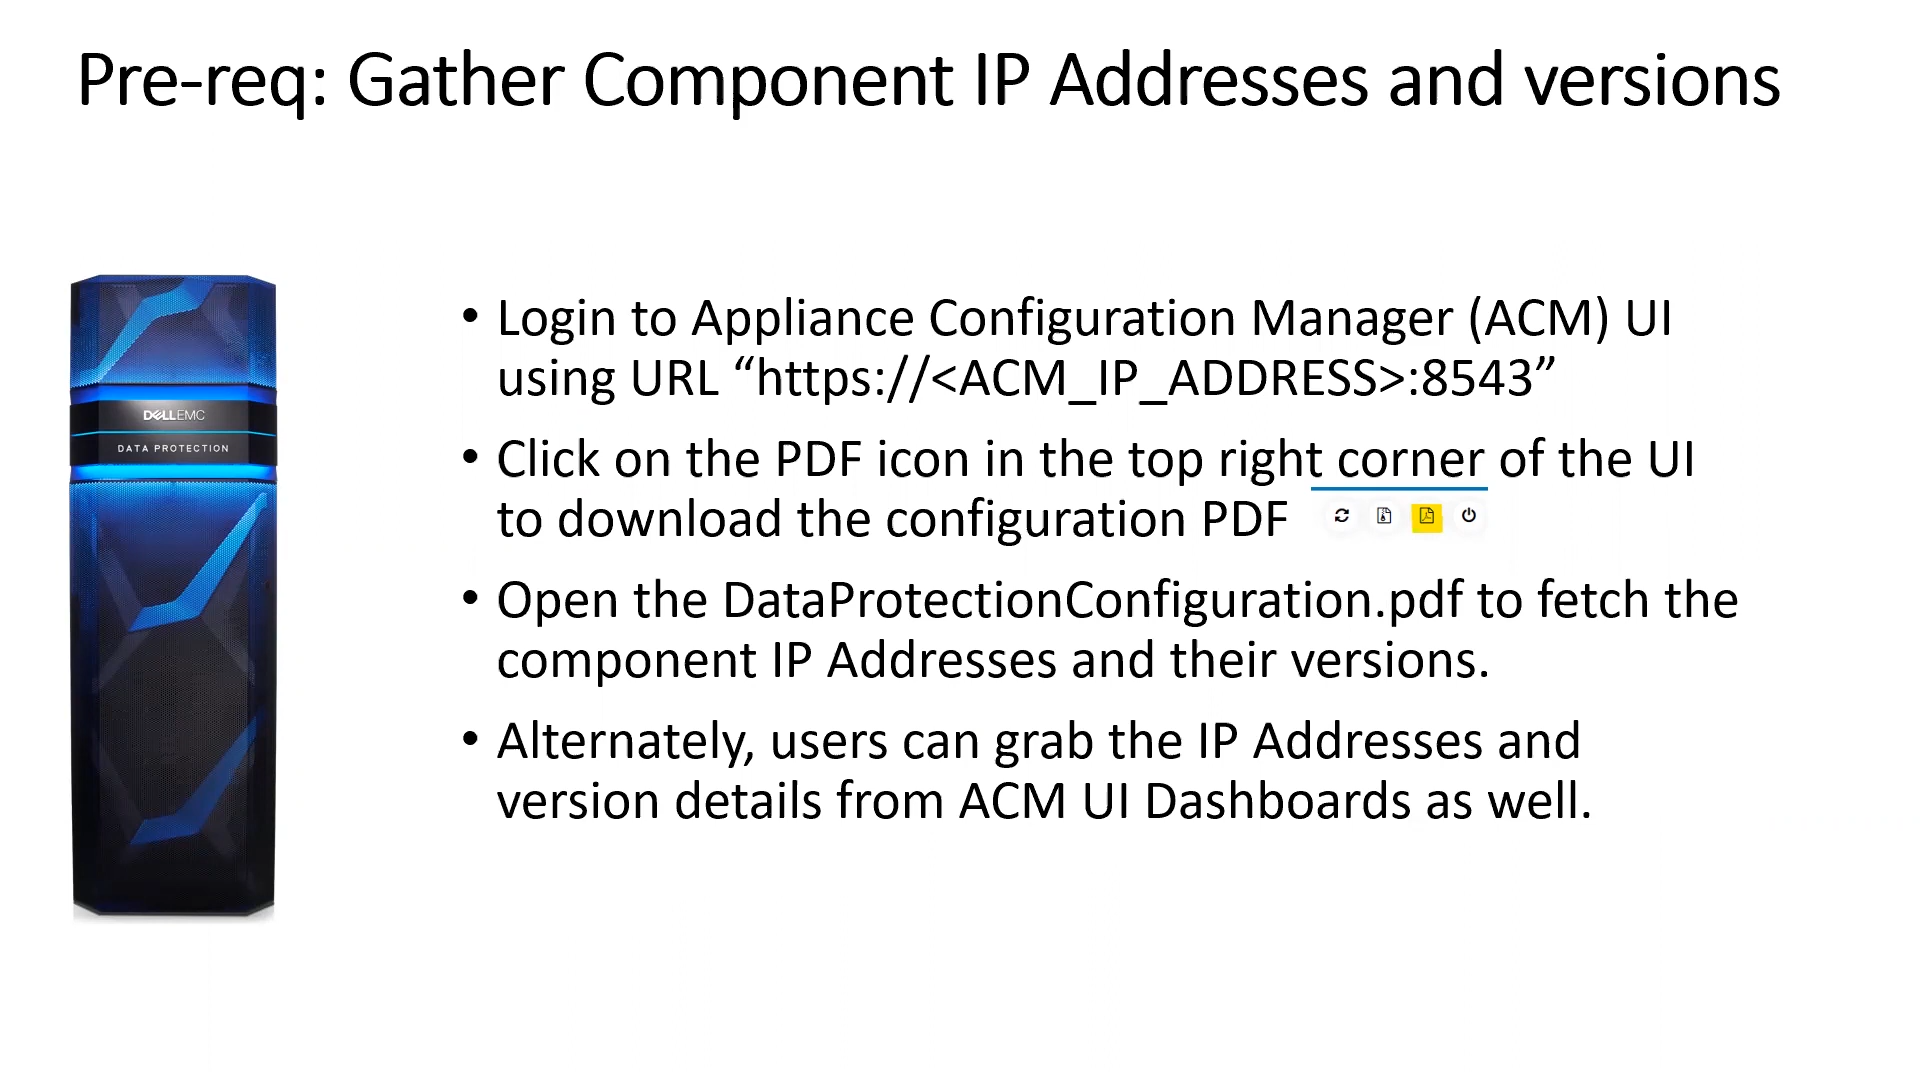 Pre-req: Gather Component IP Addresses and versions
DELLEMC
DATA PROTECTION
• Login to Appliance Configuration Manager (ACM) UI
using URL “https://<ACM_IP_ADDRESS>:8543”
• Click on the PDF icon in the top right corner of the UI
to download the configuration PDF
• Open the DataProtectionConfiguration.pdf to fetch the
component IP Addresses and their versions.
• Alternately, users can grab the IP Addresses and
version details from ACM UI Dashboards as well.